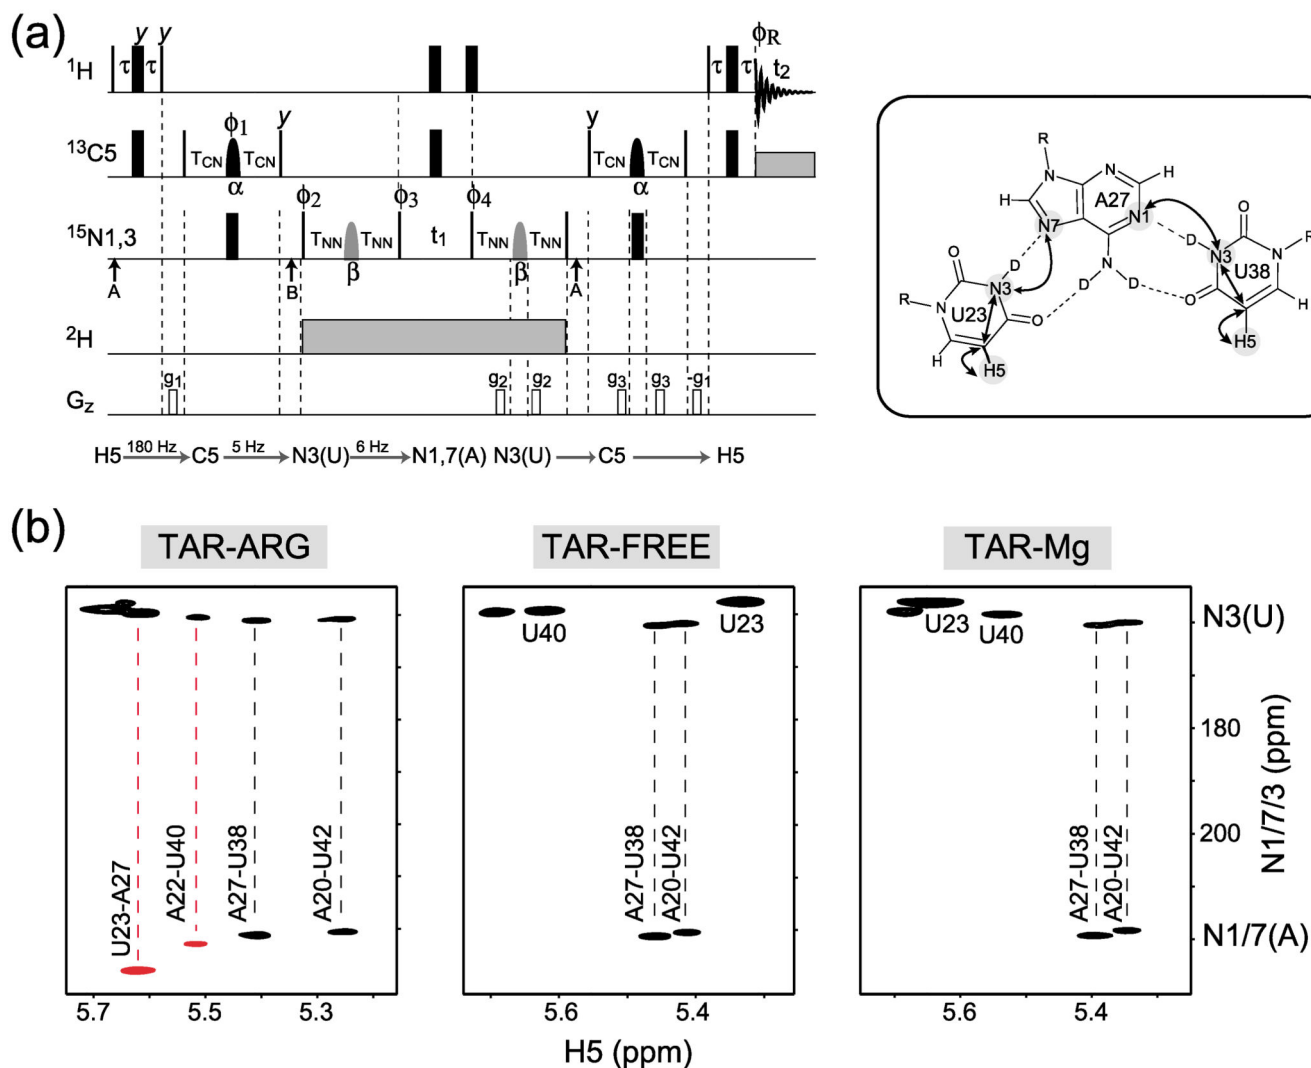 (a)
y y ϕR
¹H τ τ τ τ t₂
ϕ₁ y y
¹³C5 TCN TCN TCN TCN
α α
ϕ₂ ϕ₃ ϕ₄
¹⁵N1,3 TNN TNN t₁ TNN TNN
β β
A B A
²H
g₁ g₂ g₂ g₃ g₃ -g₁
Gz
H5 180 Hz C5 5 Hz N3(U) 6 Hz N1,7(A) N3(U) C5 H5
R
N N H
A27
H N7 N1 O R
D N3 N
O D N U38
R N N3 D D O H
U23 O H5
H H5
(b)
TAR-ARG TAR-FREE TAR-Mg
U40 U23 U23 U40 N3(U)
180
200
U23-A27 A22-U40 A27-U38 A20-U42 A27-U38 A20-U42 A27-U38 A20-U42
N1/7(A)
N1/7/3 (ppm)
5.7 5.5 5.3 5.6 5.4 5.6 5.4
H5 (ppm)